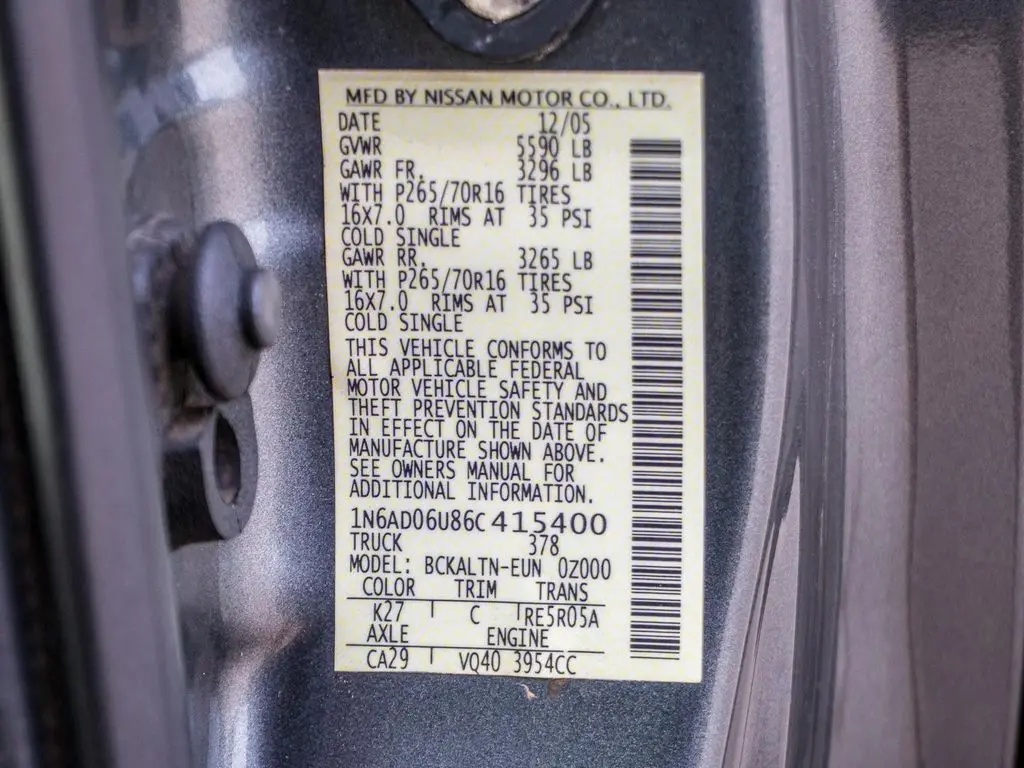 MFD BY NISSAN MOTOR CO., LTD.
DATE 12/05
GVWR 5590 LB
GAWR FR. 3296 LB
WITH P265/70R16 TIRES
16X7.0 RIMS AT 35 PSI
COLD SINGLE
GAWR RR. 3265 LB
WITH P265/70R16 TIRES
16X7.0 RIMS AT 35 PSI
COLD SINGLE
THIS VEHICLE CONFORMS TO
ALL APPLICABLE FEDERAL
MOTOR VEHICLE SAFETY AND
THEFT PREVENTION STANDARDS
IN EFFECT ON THE DATE OF
MANUFACTURE SHOWN ABOVE.
SEE OWNERS MANUAL FOR
ADDITIONAL INFORMATION.
1N6AD06U86C415400
TRUCK 378
MODEL: BCKALTN-EUN 0Z000
COLOR TRIM TRANS
K27 C RE5R05A
AXLE ENGINE
CA29 VQ40 3954CC